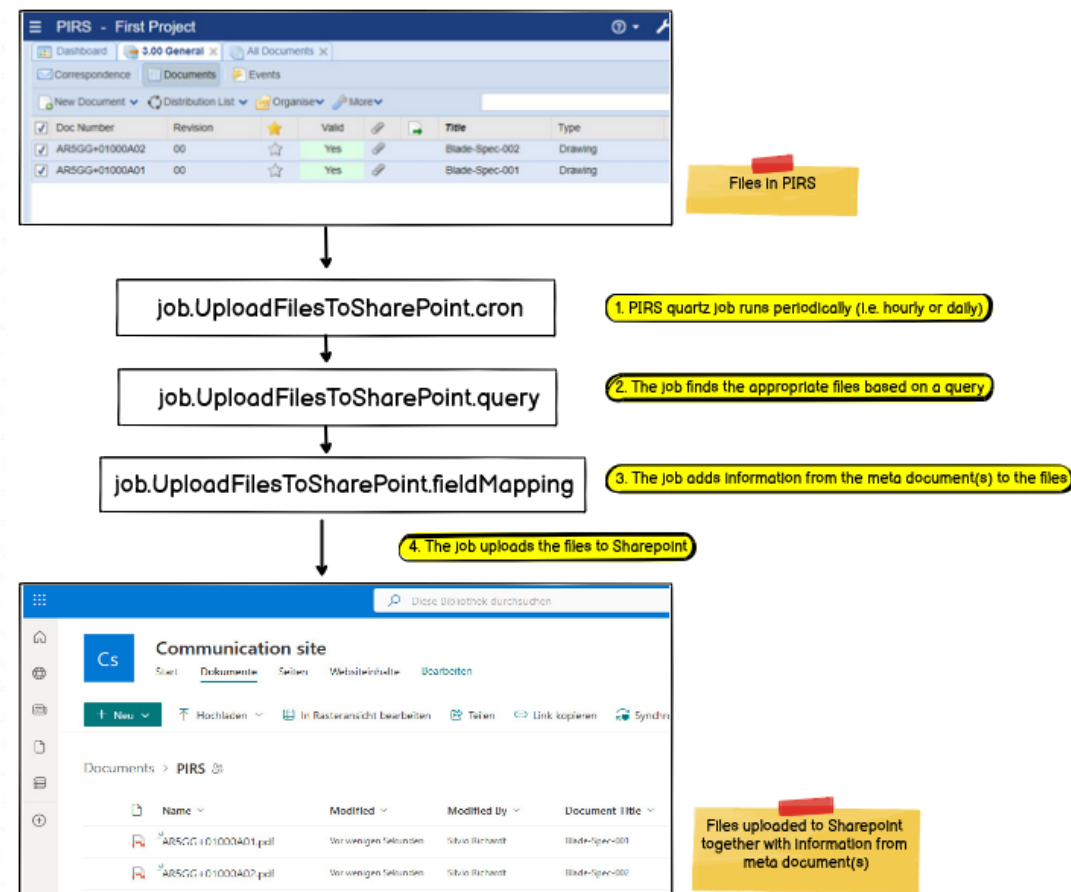 PIRS - First Project
Dashboard 3.00 General All Documents
Correspondence Documents Events
New Document Distribution List Organise More
Doc Number Revision Valid Title Type
AR5GG+01000A02 00 Yes Blade-Spec-002 Drawing
AR5GG+01000A01 00 Yes Blade-Spec-001 Drawing
Files in PIRS
job.UploadFilesToSharePoint.cron
1. PIRS quartz job runs periodically (i.e. hourly or daily)
job.UploadFilesToSharePoint.query
2. The job finds the appropriate files based on a query
job.UploadFilesToSharePoint.fieldMapping
3. The job adds information from the meta document(s) to the files
4. The job uploads the files to Sharepoint
Diese Bibliothek durchsuchen
Cs
Communication site
Start Dokumente Seiten Websiteinhalte Bearbeiten
+ Neu Hochladen In Rasteransicht bearbeiten Teilen Link kopieren Synchro
Documents > PIRS
Name Modified Modified By Document Title
AR5GG+01000A01.pdf Vor wenigen Sekunden Silvio Richardt Blade-Spec-001
AR5GG+01000A02.pdf Vor wenigen Sekunden Silvio Richardt Blade-Spec-002
Files uploaded to Sharepoint
together with information from
meta document(s)